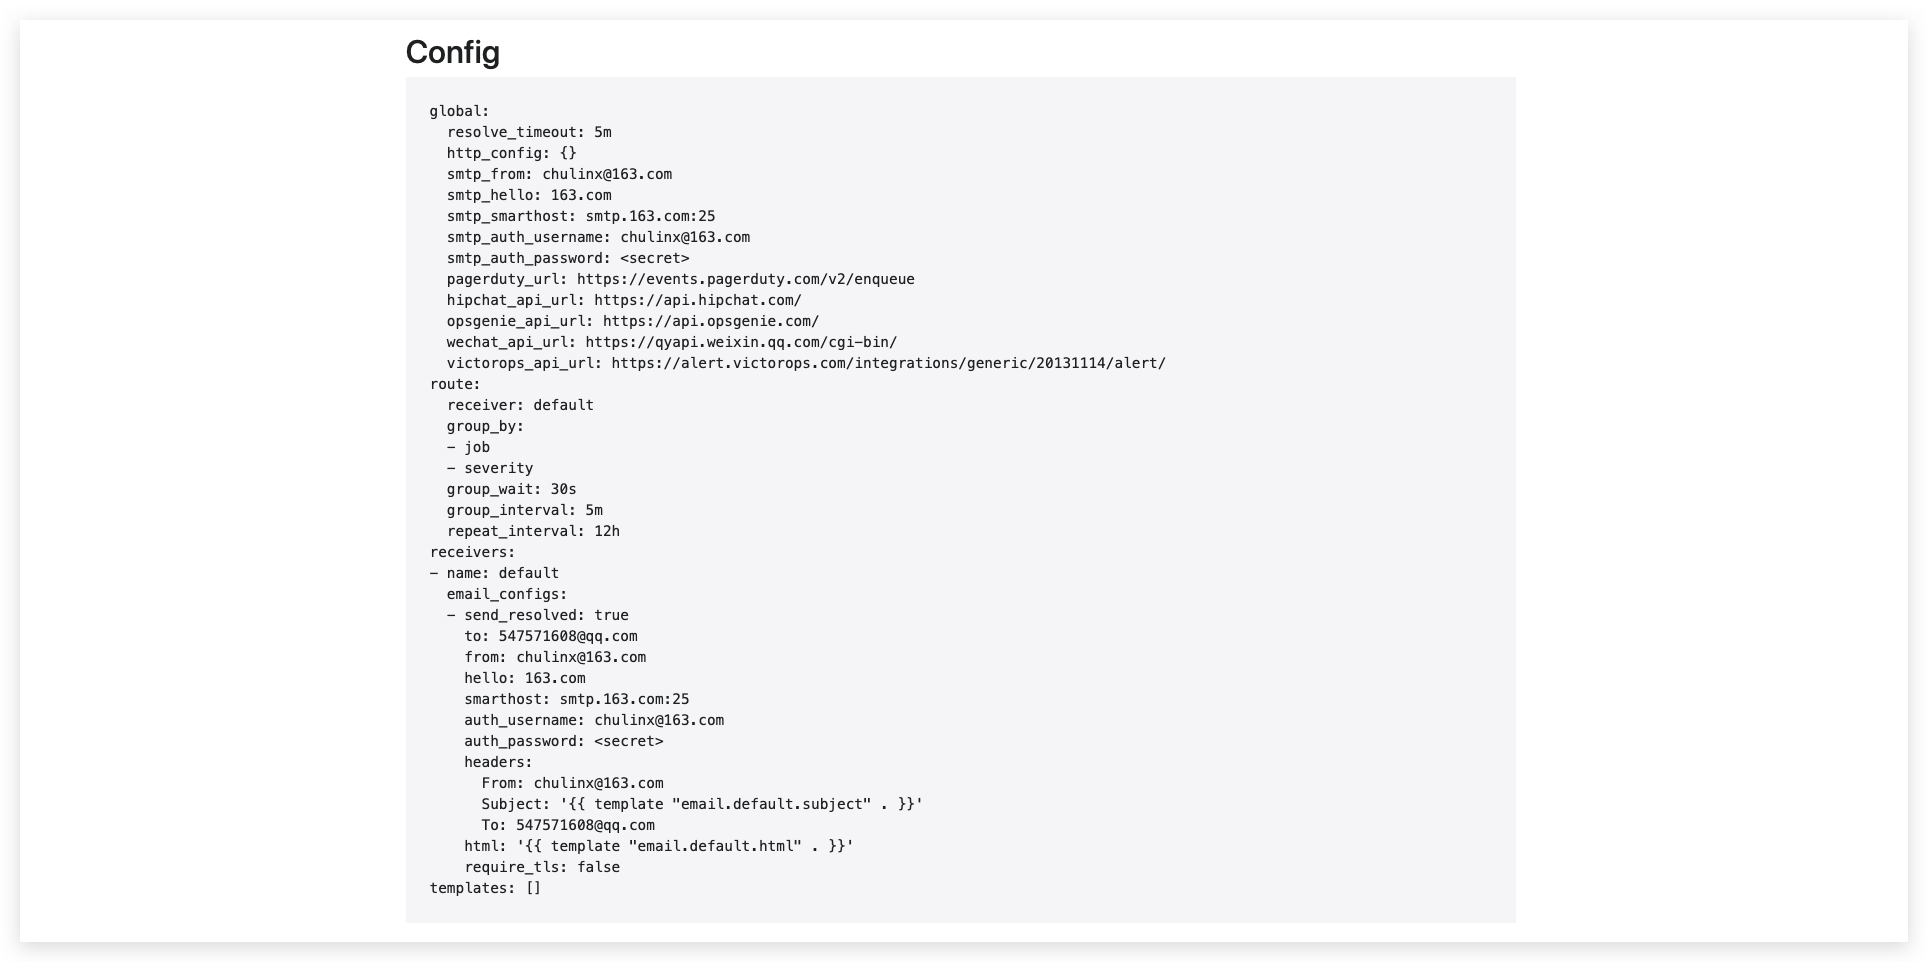 Config
global:
  resolve_timeout: 5m
  http_config: {}
  smtp_from: chulinx@163.com
  smtp_hello: 163.com
  smtp_smarthost: smtp.163.com:25
  smtp_auth_username: chulinx@163.com
  smtp_auth_password: <secret>
  pagerduty_url: https://events.pagerduty.com/v2/enqueue
  hipchat_api_url: https://api.hipchat.com/
  opsgenie_api_url: https://api.opsgenie.com/
  wechat_api_url: https://qyapi.weixin.qq.com/cgi-bin/
  victorops_api_url: https://alert.victorops.com/integrations/generic/20131114/alert/
route:
  receiver: default
  group_by:
  - job
  - severity
  group_wait: 30s
  group_interval: 5m
  repeat_interval: 12h
receivers:
- name: default
  email_configs:
  - send_resolved: true
    to: 547571608@qq.com
    from: chulinx@163.com
    hello: 163.com
    smarthost: smtp.163.com:25
    auth_username: chulinx@163.com
    auth_password: <secret>
    headers:
      From: chulinx@163.com
      Subject: '{{ template "email.default.subject" . }}'
      To: 547571608@qq.com
    html: '{{ template "email.default.html" . }}'
    require_tls: false
templates: []